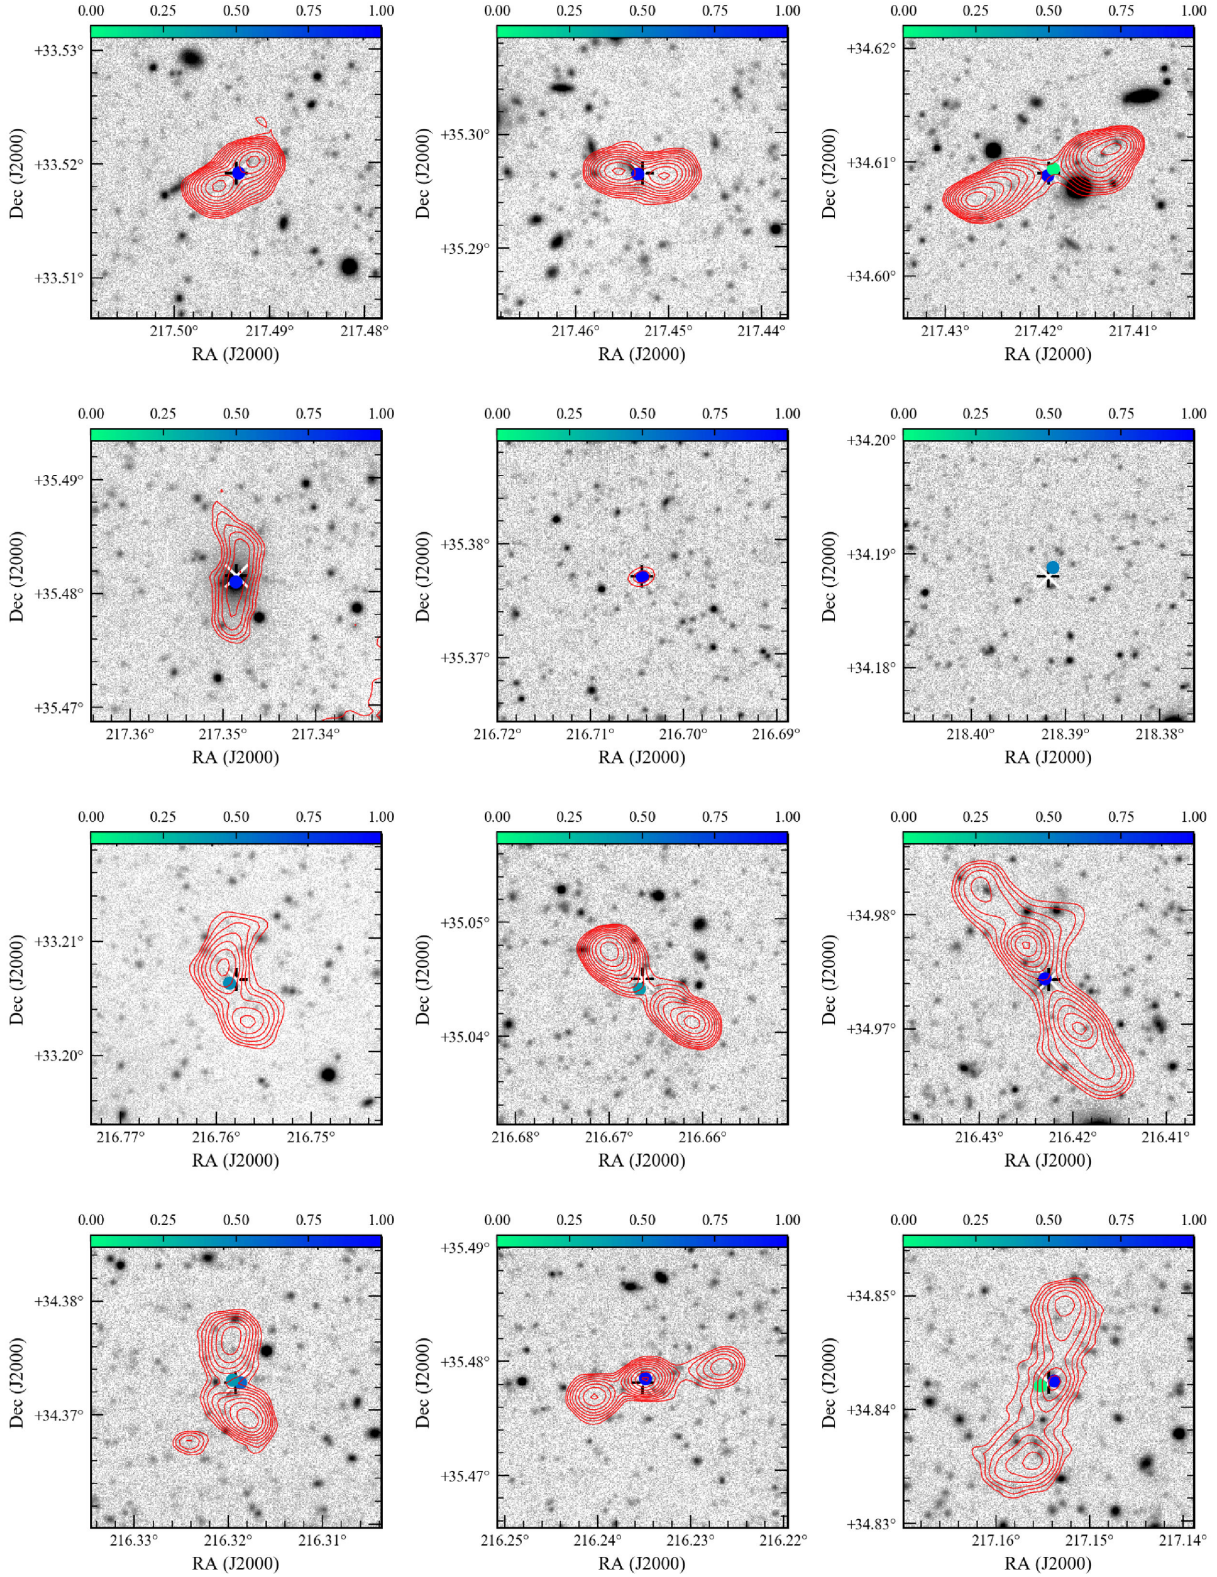 0.00 0.25 0.50 0.75 1.00
+33.53°
+33.52°
+33.51°
Dec (J2000)
217.50° 217.49° 217.48°
RA (J2000)
0.00 0.25 0.50 0.75 1.00
+35.30°
+35.29°
Dec (J2000)
217.46° 217.45° 217.44°
RA (J2000)
0.00 0.25 0.50 0.75 1.00
+34.62°
+34.61°
+34.60°
Dec (J2000)
217.43° 217.42° 217.41°
RA (J2000)
0.00 0.25 0.50 0.75 1.00
+35.49°
+35.48°
+35.47°
Dec (J2000)
217.36° 217.35° 217.34°
RA (J2000)
0.00 0.25 0.50 0.75 1.00
+35.38°
+35.37°
Dec (J2000)
216.72° 216.71° 216.70° 216.69°
RA (J2000)
0.00 0.25 0.50 0.75 1.00
+34.20°
+34.19°
+34.18°
Dec (J2000)
218.40° 218.39° 218.38°
RA (J2000)
0.00 0.25 0.50 0.75 1.00
+33.21°
+33.20°
Dec (J2000)
216.77° 216.76° 216.75°
RA (J2000)
0.00 0.25 0.50 0.75 1.00
+35.05°
+35.04°
Dec (J2000)
216.68° 216.67° 216.66°
RA (J2000)
0.00 0.25 0.50 0.75 1.00
+34.98°
+34.97°
Dec (J2000)
216.43° 216.42° 216.41°
RA (J2000)
0.00 0.25 0.50 0.75 1.00
+34.38°
+34.37°
Dec (J2000)
216.33° 216.32° 216.31°
RA (J2000)
0.00 0.25 0.50 0.75 1.00
+35.49°
+35.48°
+35.47°
Dec (J2000)
216.25° 216.24° 216.23° 216.22°
RA (J2000)
0.00 0.25 0.50 0.75 1.00
+34.85°
+34.84°
+34.83°
Dec (J2000)
217.16° 217.15° 217.14°
RA (J2000)